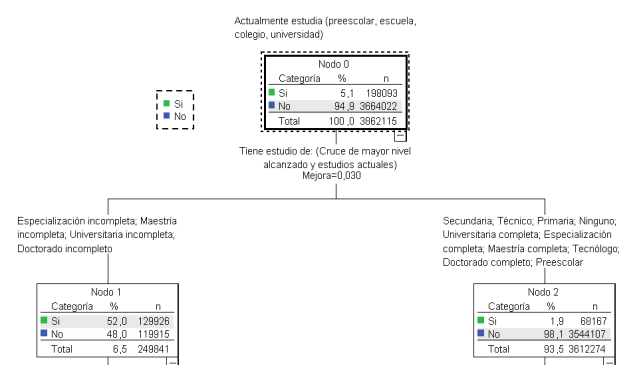 Actualmente estudia (preescolar, escuela,
colegio, universidad)
Nodo 0
Categoría % n
Si 5,1 198093
No 94,9 3664022
Total 100,0 3862115
Si
No
Tiene estudio de: (Cruce de mayor nivel
alcanzado y estudios actuales)
Mejora=0,030
Especialización incompleta; Maestría
incompleta; Universitaria incompleta;
Doctorado incompleto
Nodo 1
Categoría % n
Si 52,0 129926
No 48,0 119915
Total 6,5 249841
Secundaria; Técnico; Primaria; Ninguno;
Universitaria completa; Especialización
completa; Maestría completa; Tecnólogo;
Doctorado completo; Preescolar
Nodo 2
Categoría % n
Si 1,9 68167
No 98,1 3544107
Total 93,5 3612274